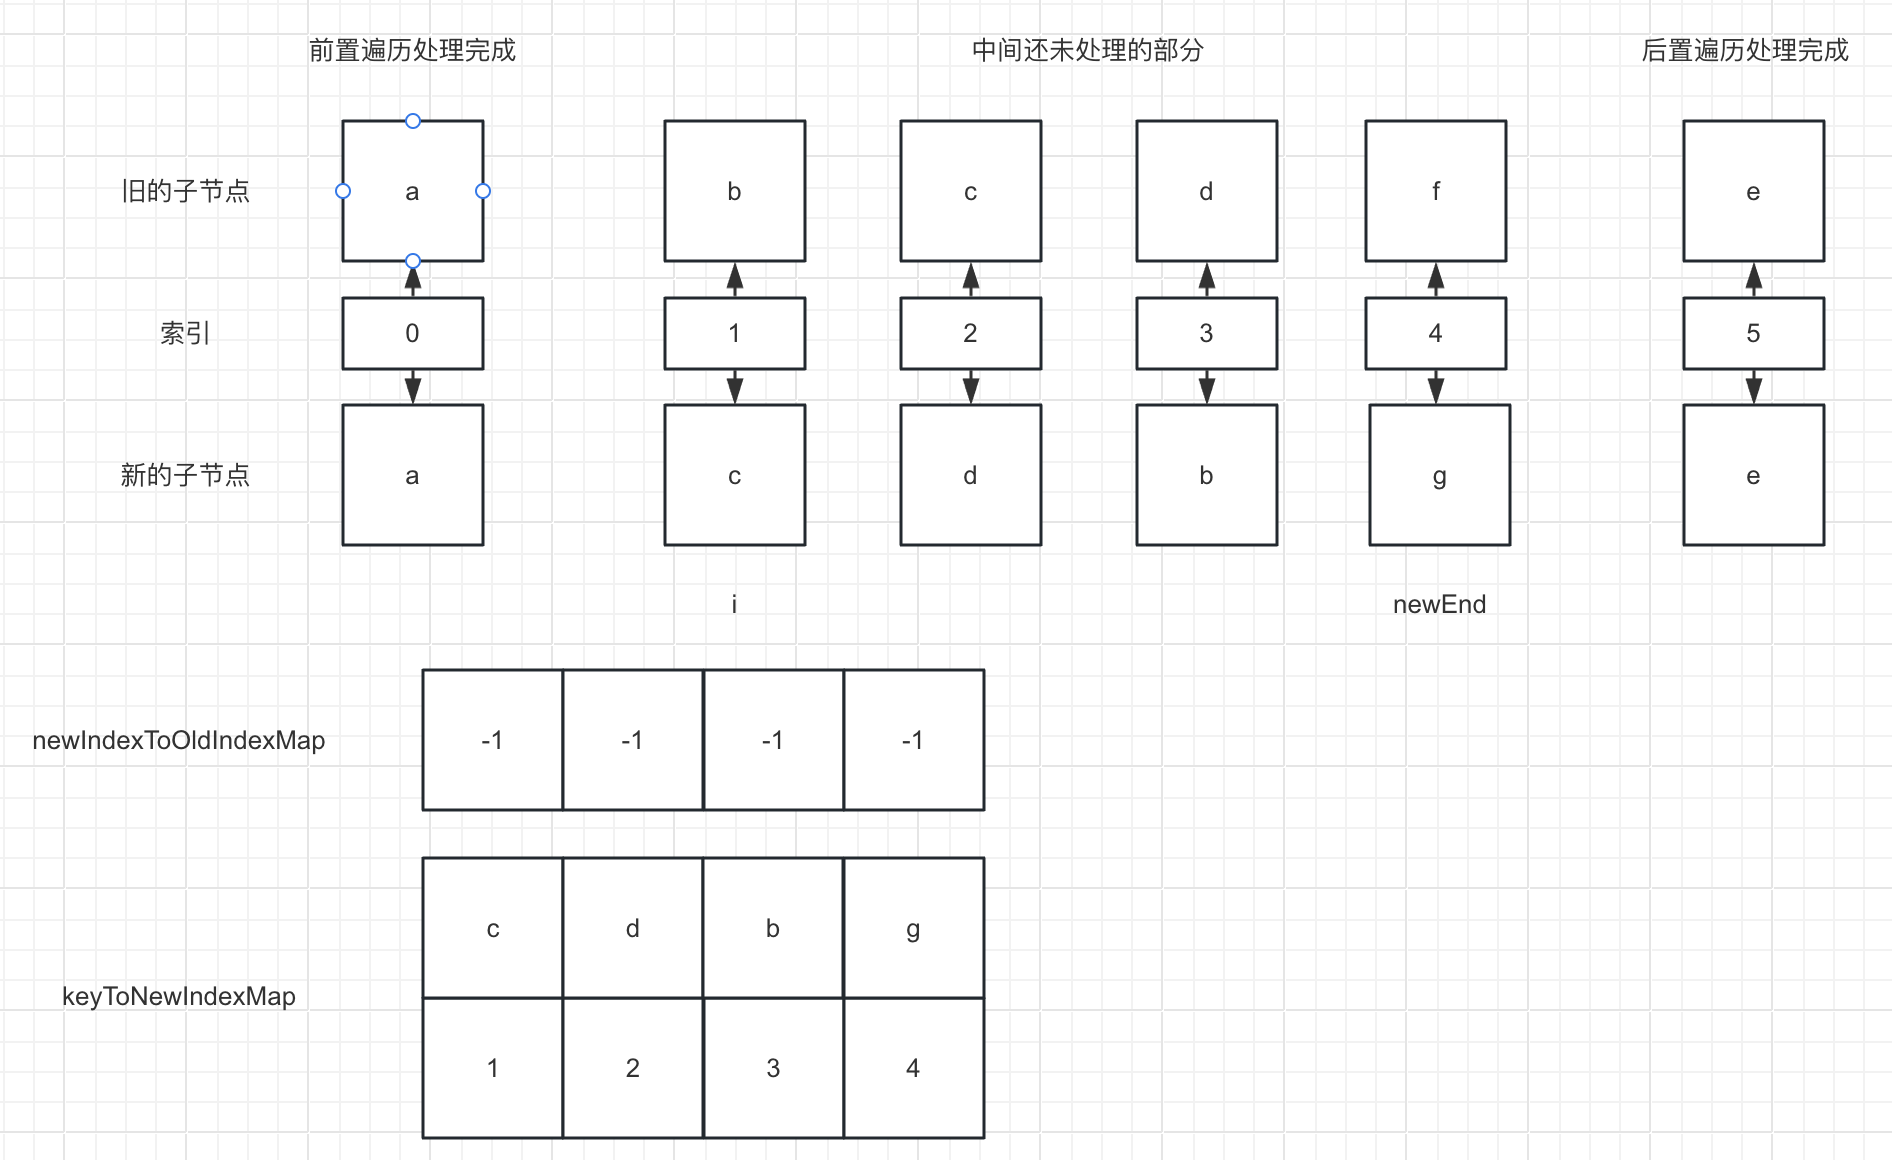 前置遍历处理完成 中间还未处理的部分 后置遍历处理完成
旧的子节点 a b c d f e
索引 0 1 2 3 4 5
新的子节点 a c d b g e
i newEnd
newIndexToOldIndexMap -1 -1 -1 -1
c d b g
keyToNewIndexMap
1 2 3 4